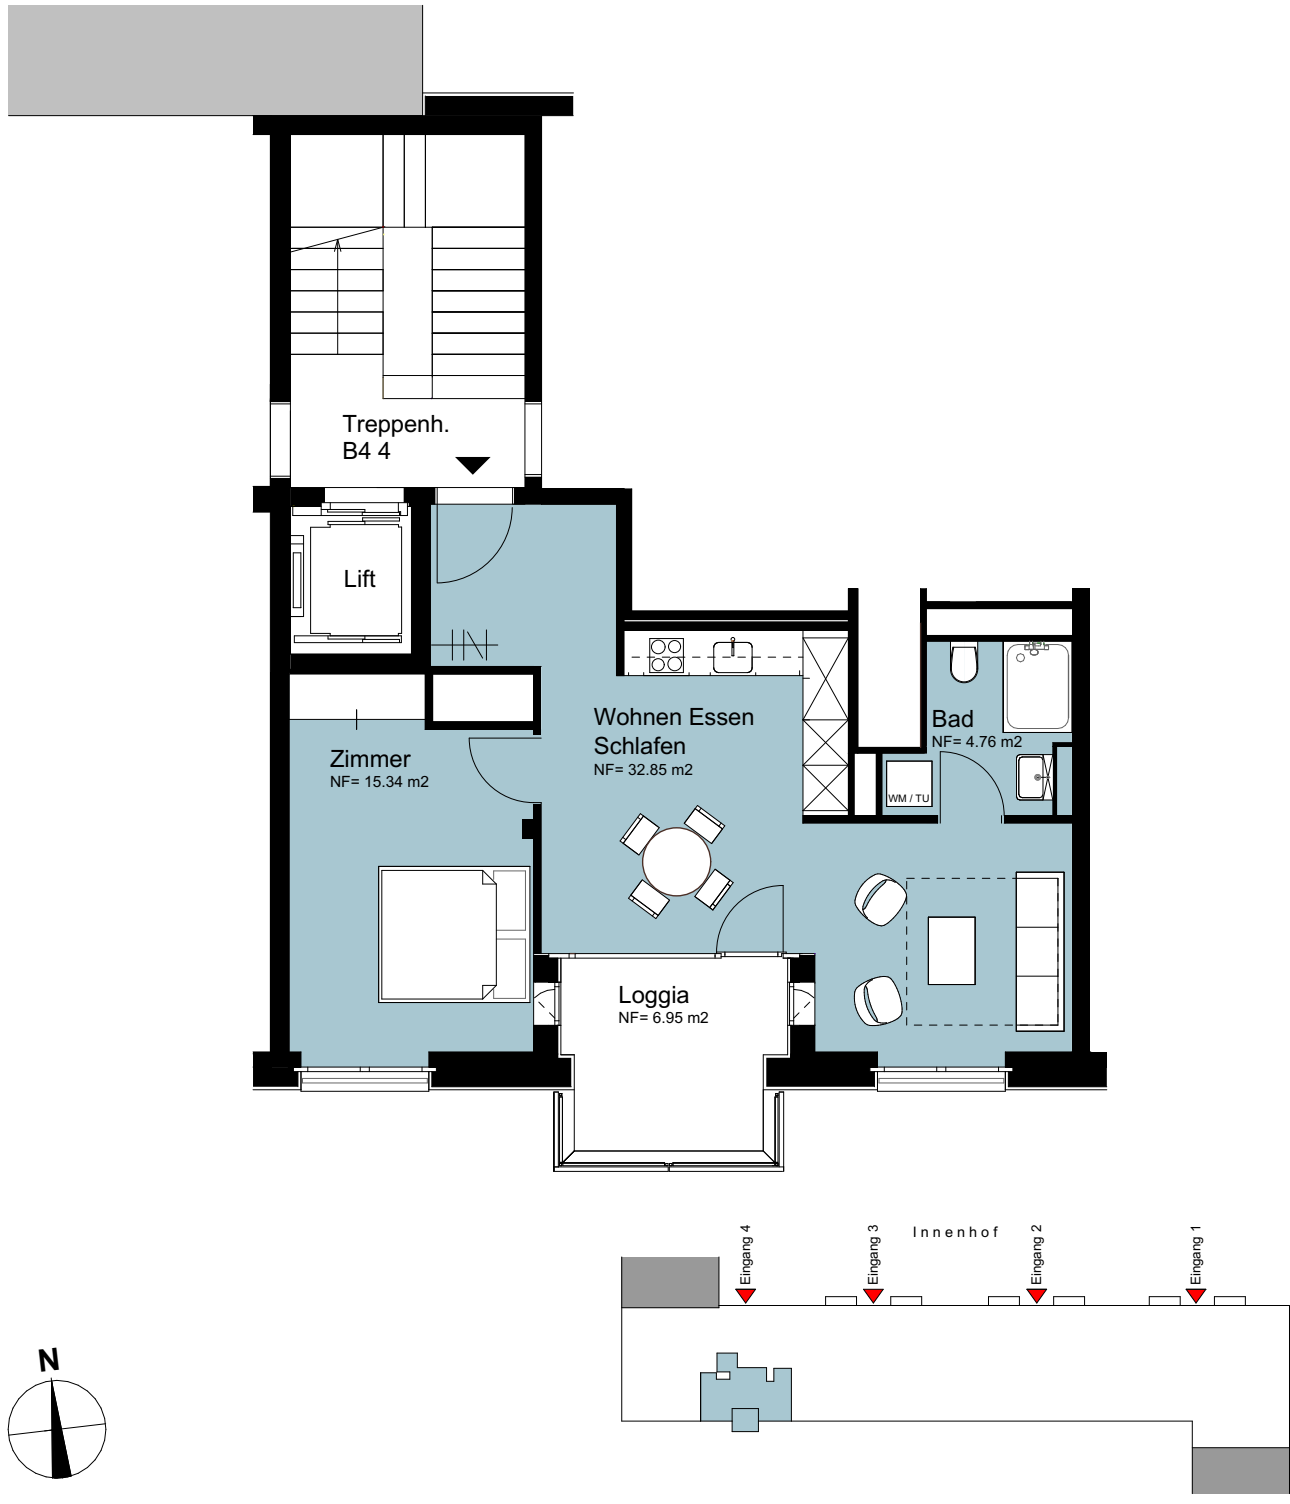 Treppenh.
B4 4
Lift
Wohnen Essen
Schlafen
NF= 32.85 m2
Bad
NF= 4.76 m2
Zimmer
NF= 15.34 m2
WM / TU
Loggia
NF= 6.95 m2
Innenhof
Eingang 4
Eingang 3
Eingang 2
Eingang 1
N